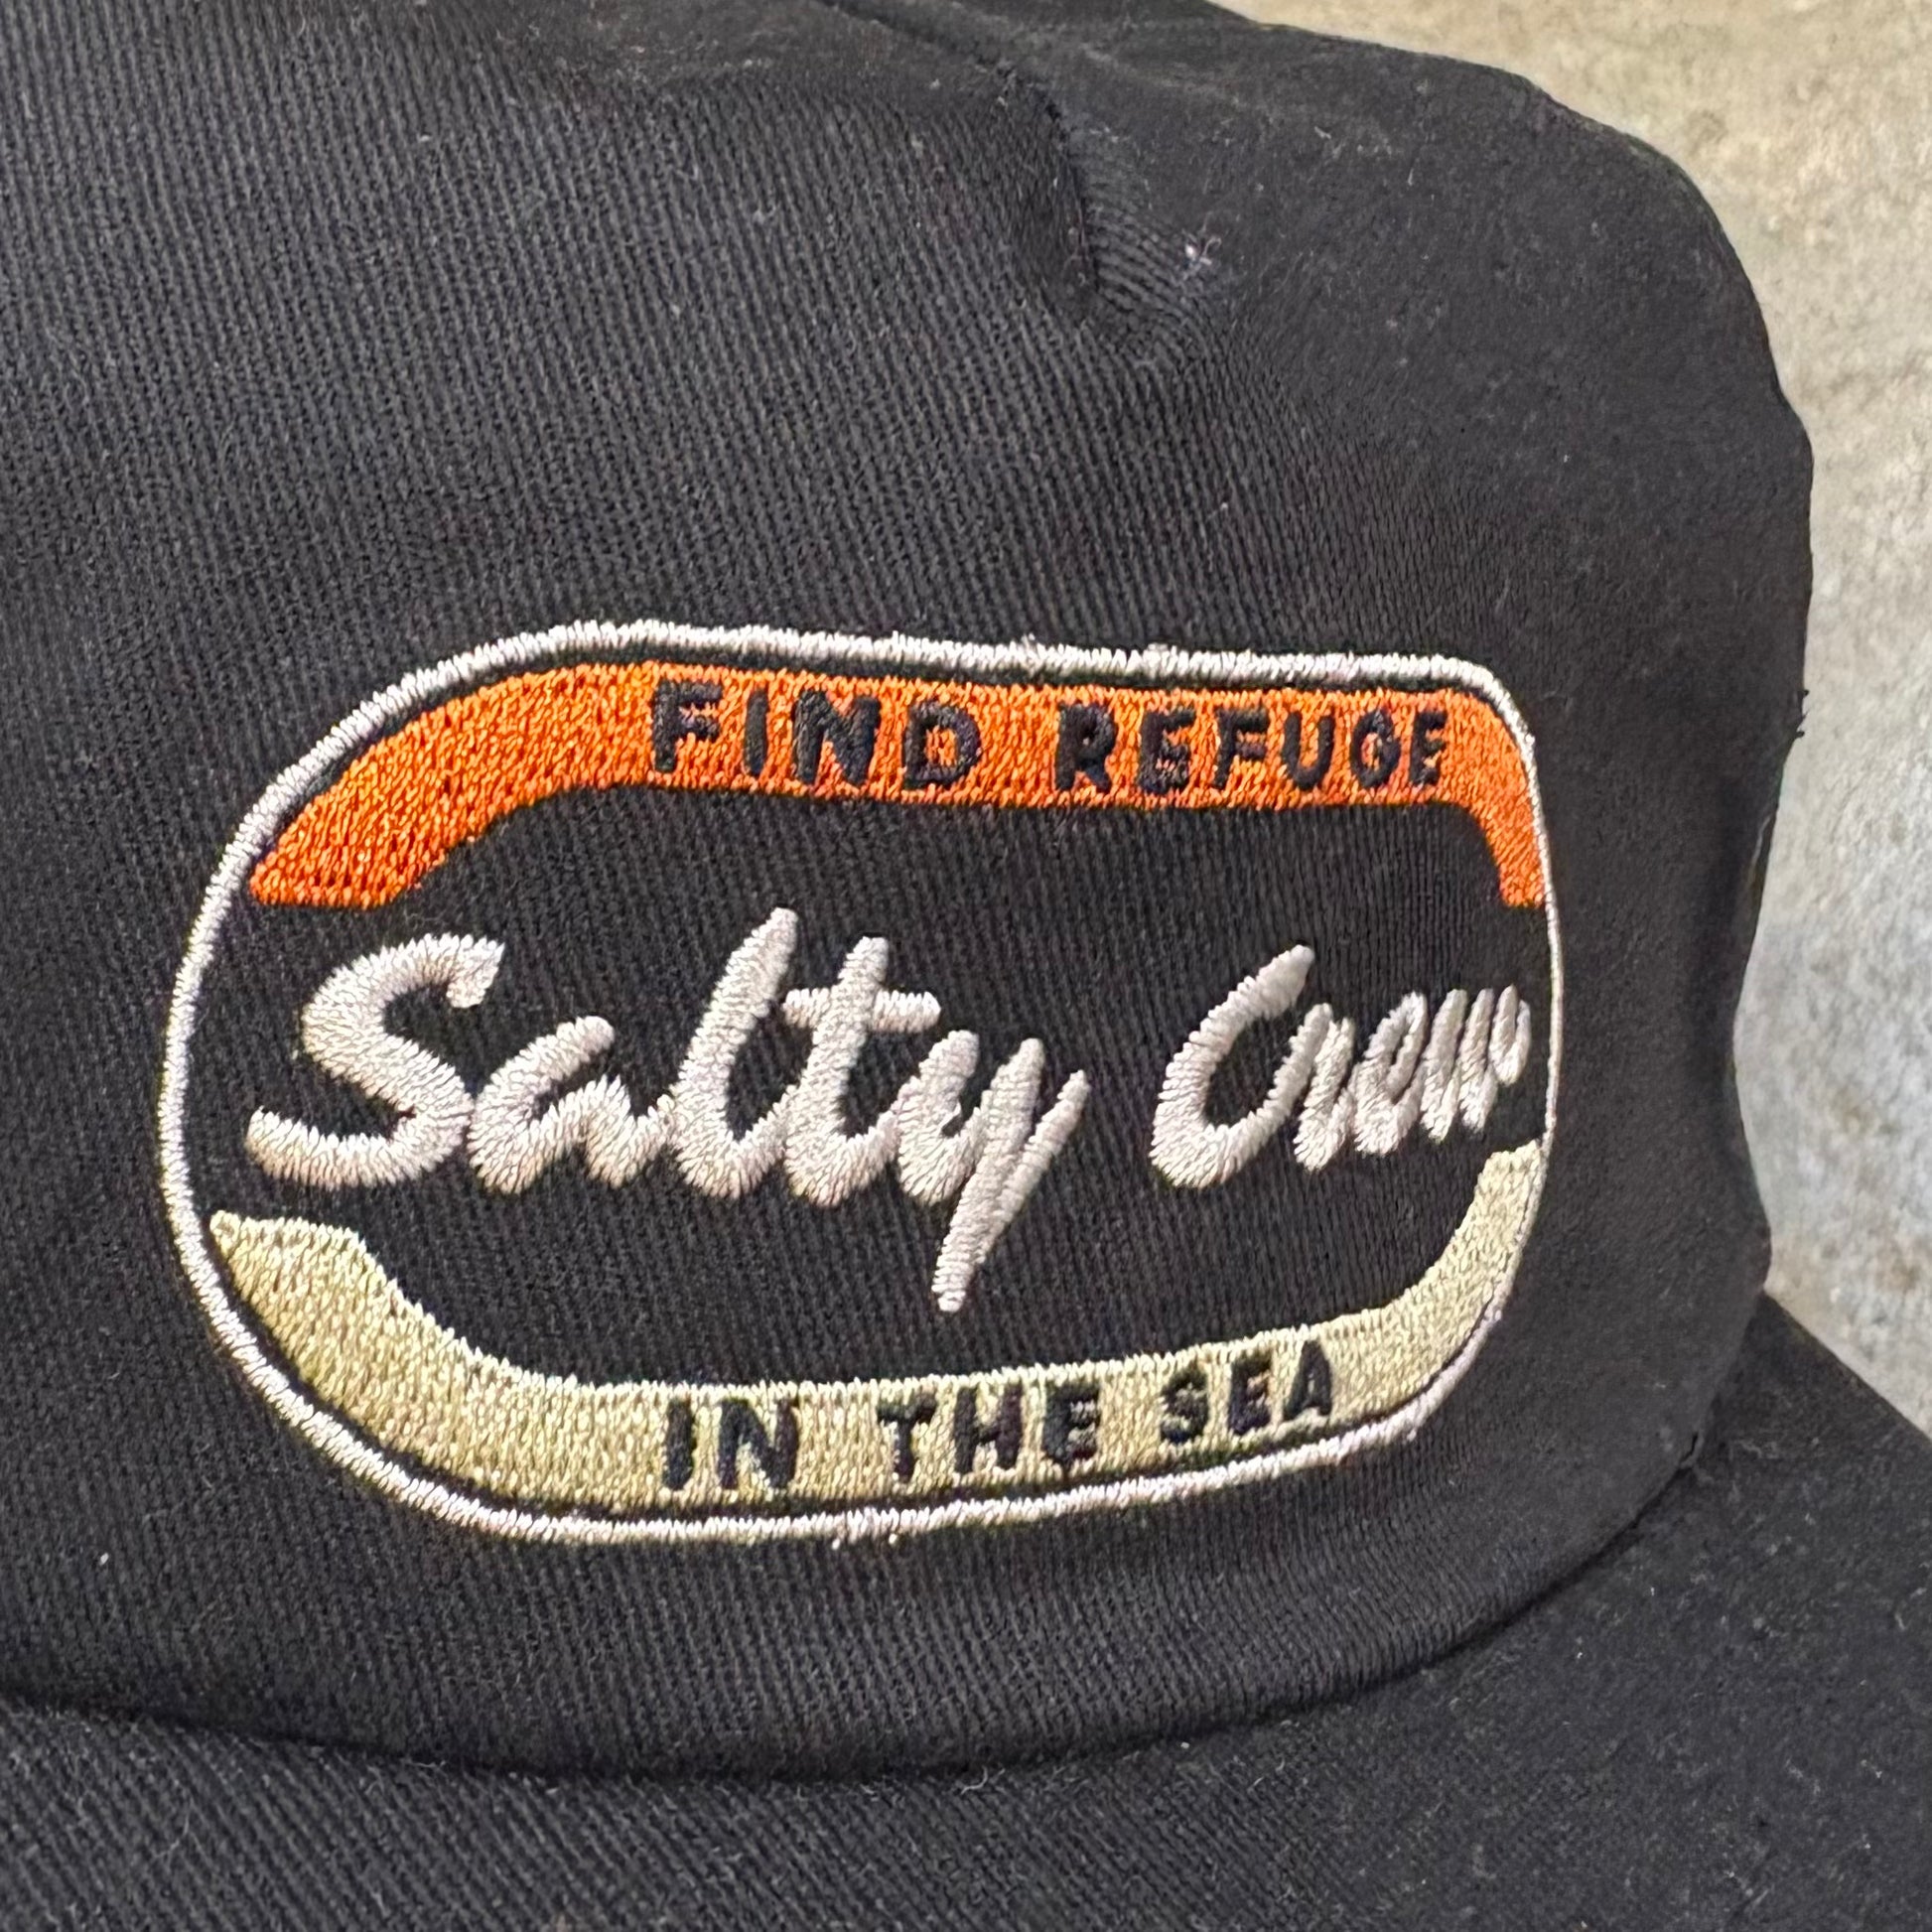 FIND REFUGE
Salty Crew
IN THE SEA